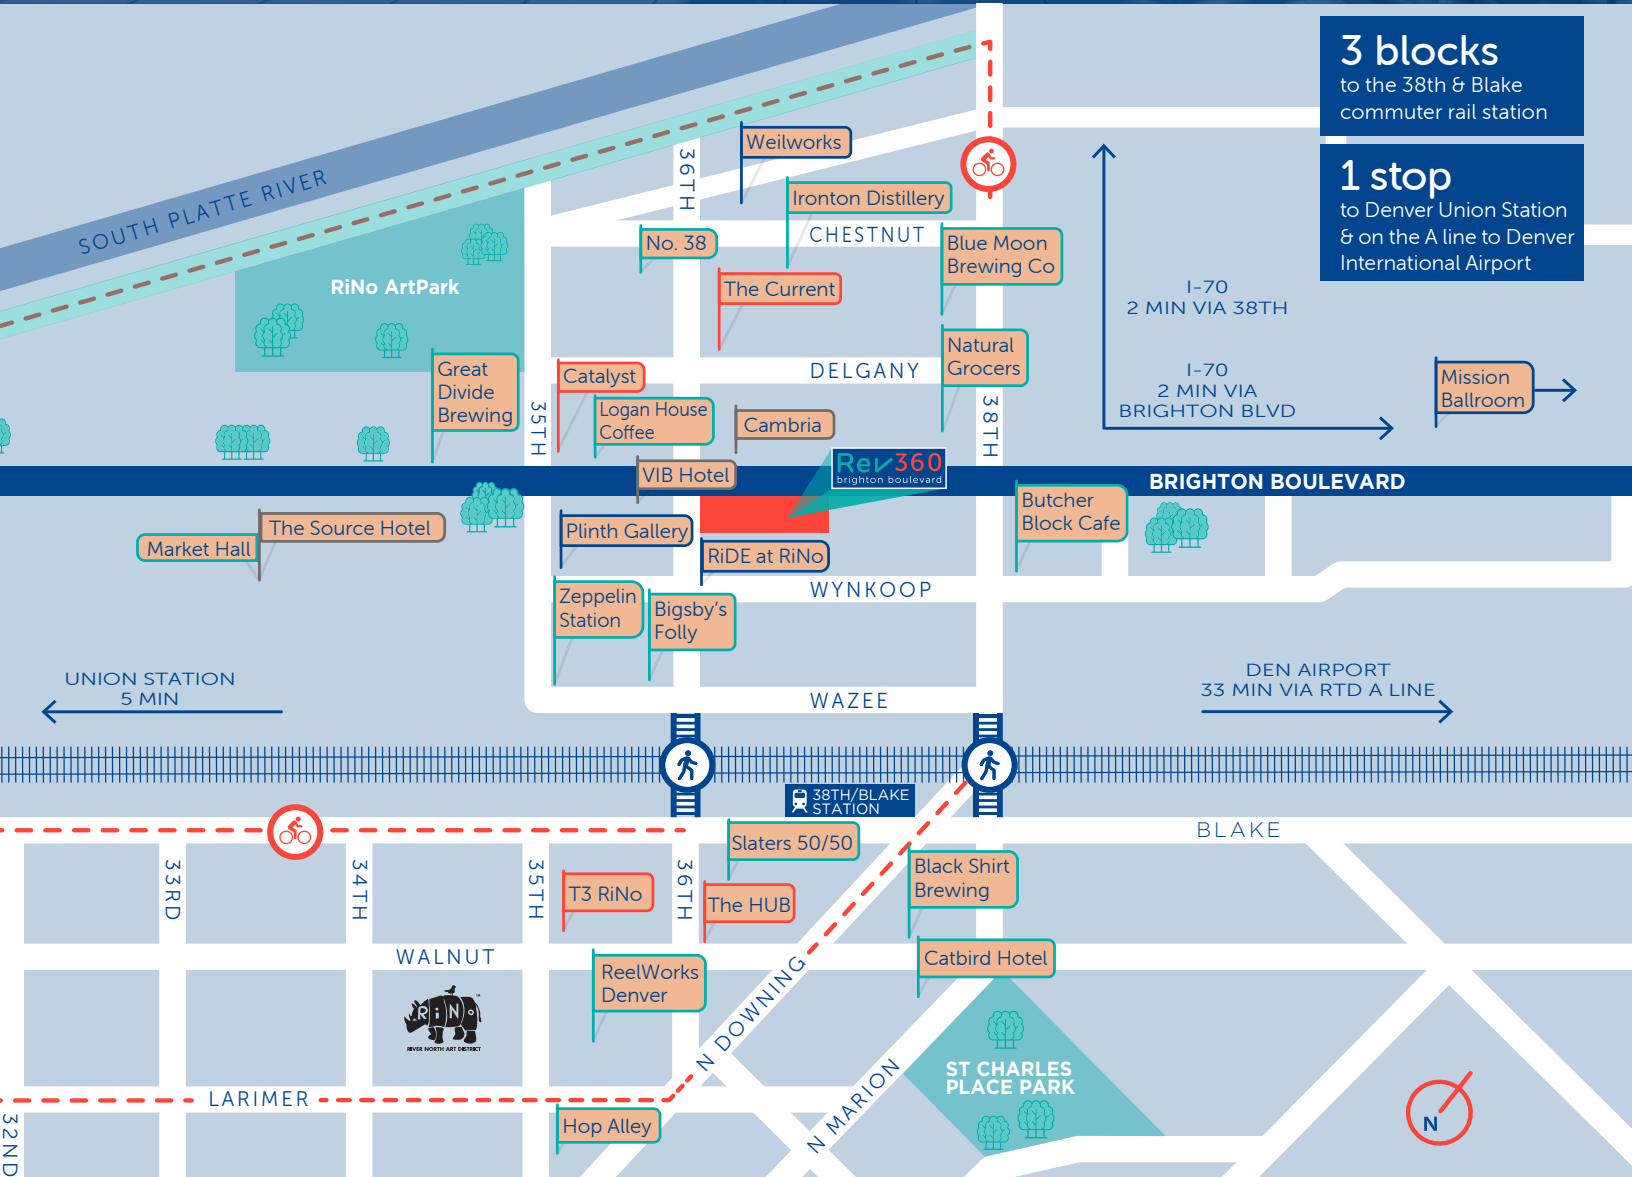 3 blocks
to the 38th & Blake
commuter rail station
1 stop
to Denver Union Station
& on the A line to Denver
International Airport
SOUTH PLATTE RIVER
36TH
Weilworks
Ironton Distillery
No. 38
CHESTNUT
Blue Moon
Brewing Co
RiNo ArtPark
The Current
I-70
2 MIN VIA 38TH
Natural
Grocers
Great
Divide
Brewing
Catalyst
DELGANY
I-70
2 MIN VIA
BRIGHTON BLVD
Mission
Ballroom
35TH
Logan House
Coffee
Cambria
38TH
Rev360
brighton boulevard
VIB Hotel
BRIGHTON BOULEVARD
Butcher
Block Cafe
The Source Hotel
Market Hall
Plinth Gallery
RiDE at RiNo
Zeppelin
Station
Bigsby's
Folly
WYNKOOP
UNION STATION
5 MIN
DEN AIRPORT
33 MIN VIA RTD A LINE
WAZEE
38TH/BLAKE
STATION
BLAKE
Slaters 50/50
33RD
34TH
35TH
36TH
T3 RiNo
The HUB
Black Shirt
Brewing
WALNUT
Catbird Hotel
ReelWorks
Denver
N DOWNING
RiNo
RIVER NORTH ART DISTRICT
ST CHARLES
PLACE PARK
N MARION
LARIMER
Hop Alley
32ND
N